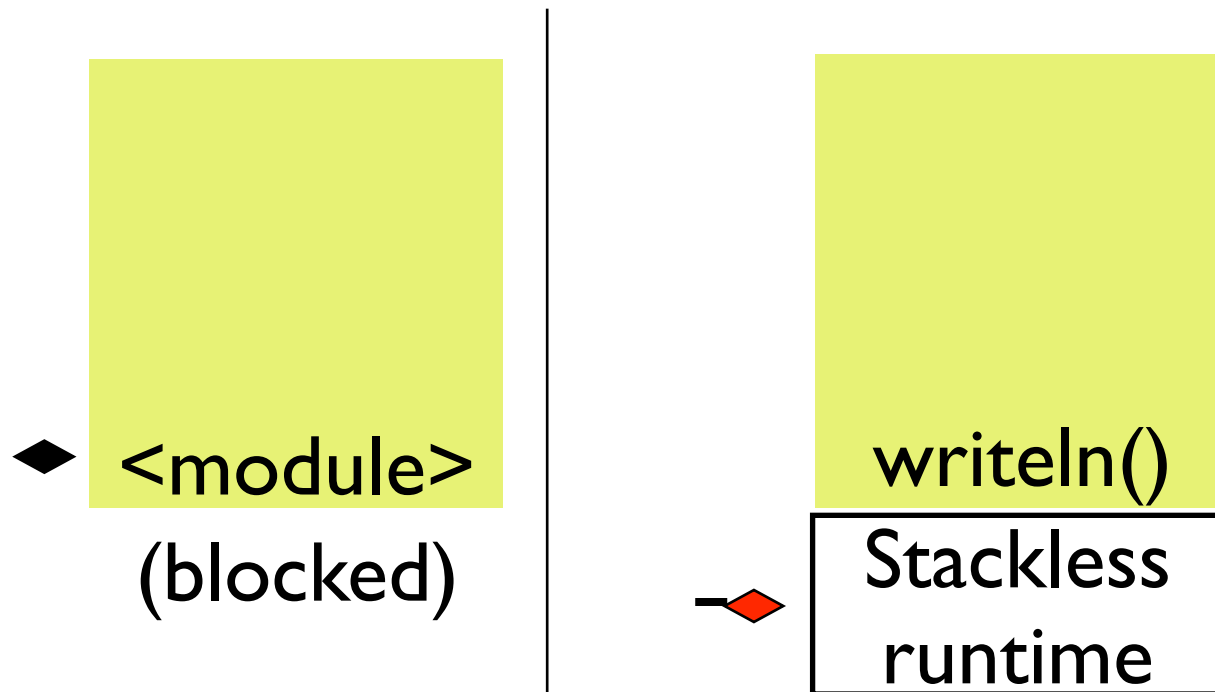 <module>
(blocked)
writeln()
Stackless
runtime